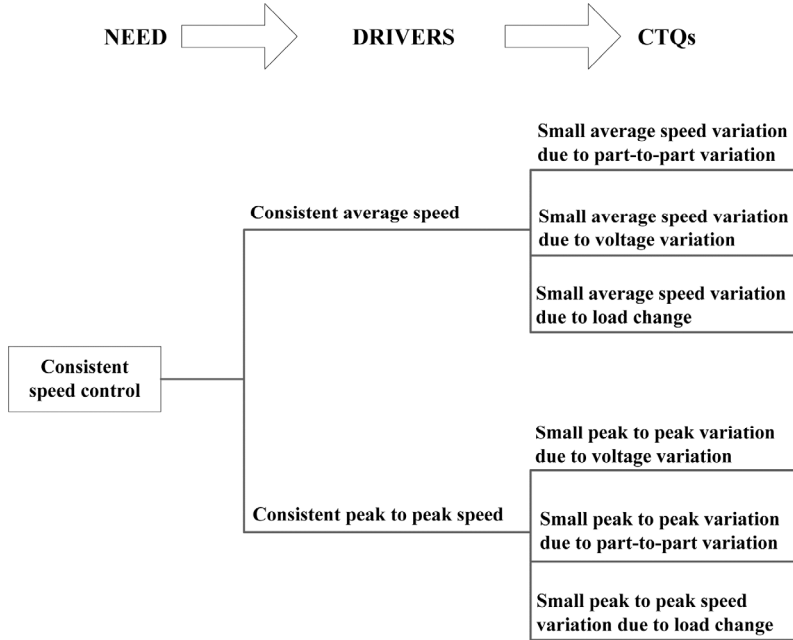 NEED
DRIVERS
CTQs
Small average speed variation
due to part-to-part variation
Consistent average speed
Small average speed variation
due to voltage variation
Small average speed variation
due to load change
Consistent
speed control
Small peak to peak variation
due to voltage variation
Consistent peak to peak speed
Small peak to peak variation
due to part-to-part variation
Small peak to peak speed
variation due to load change